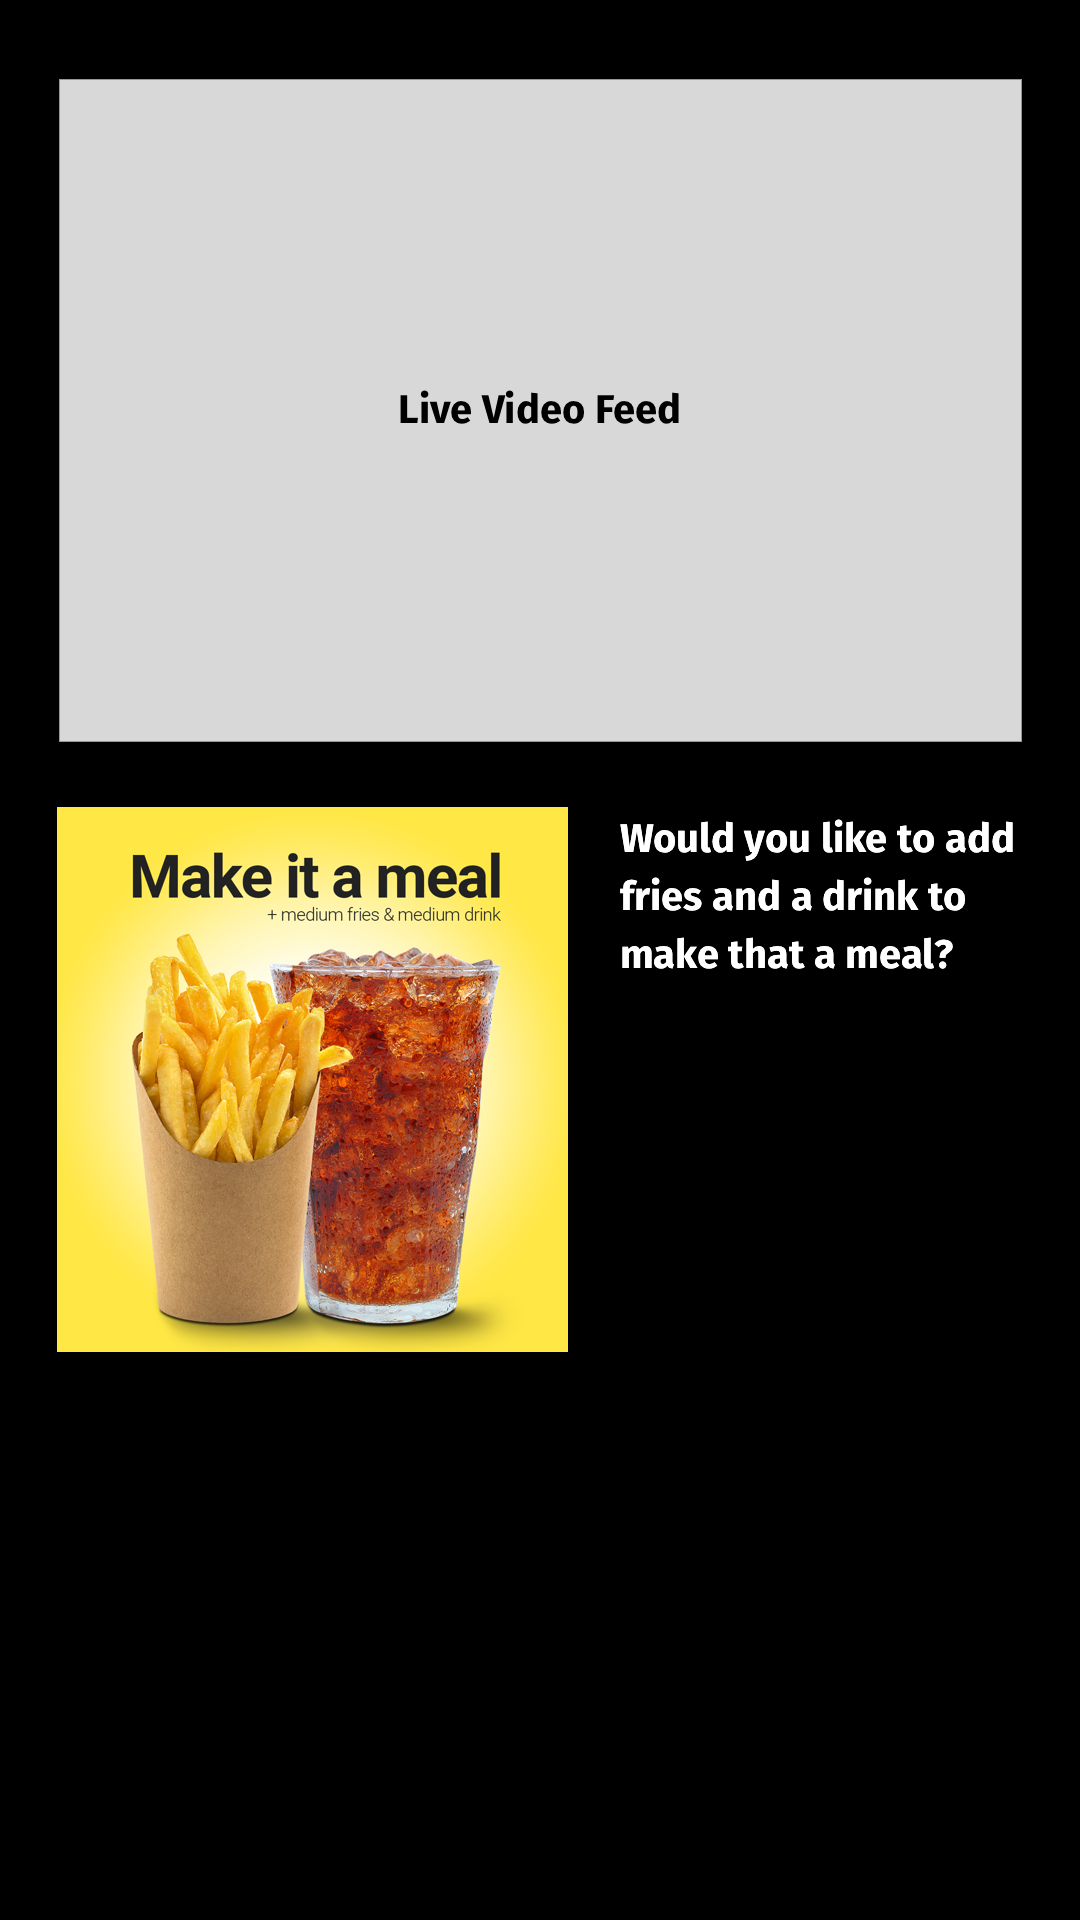 Live Video Feed
Make it a meal
+ medium fries & medium drink
Would you like to add
fries and a drink to
make that a meal?